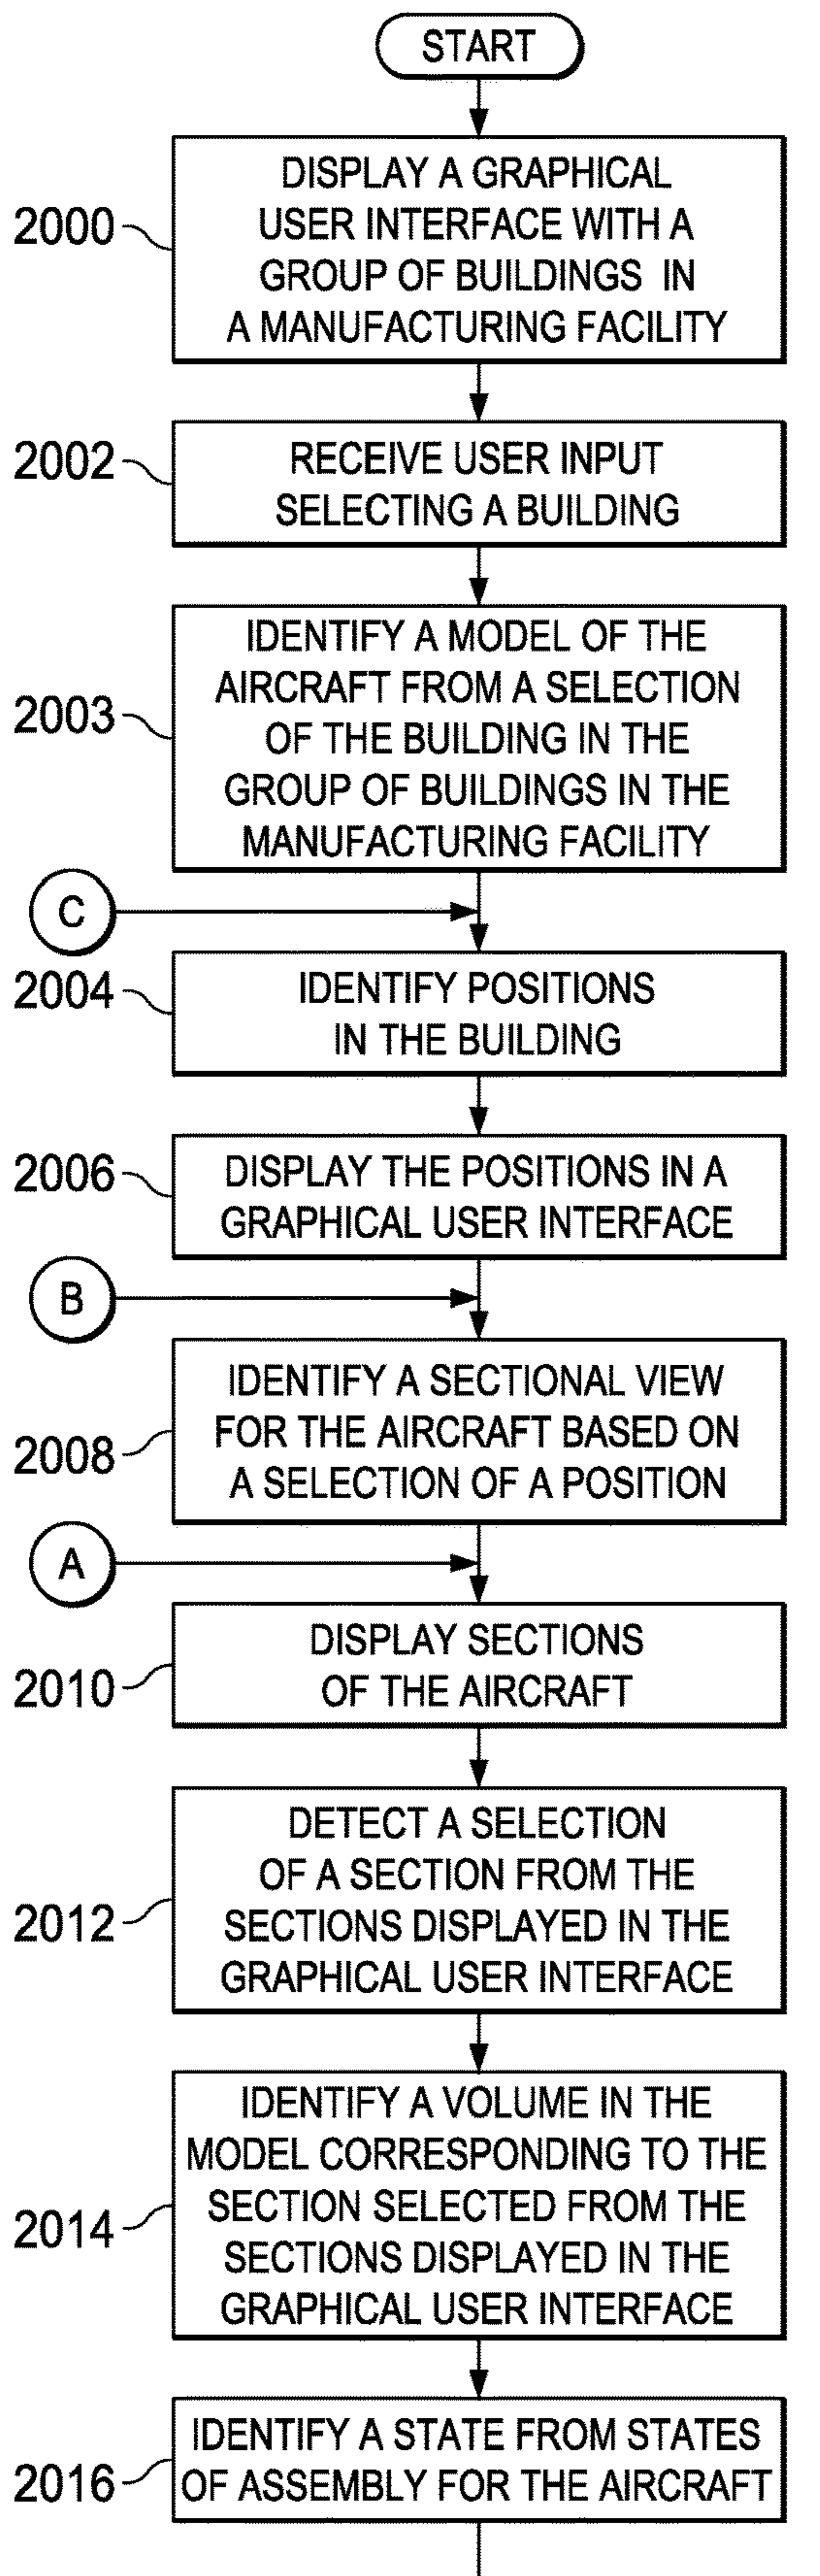 START
DISPLAY A GRAPHICAL
2000
USER INTERFACE WITH A
GROUP OF BUILDINGS IN
A MANUFACTURING FACILITY
2002
RECEIVE USER INPUT
SELECTING A BUILDING
IDENTIFY A MODEL OF THE
AIRCRAFT FROM A SELECTION
2003
OF THE BUILDING IN THE
GROUP OF BUILDINGS IN THE
MANUFACTURING FACILITY
C
2004
IDENTIFY POSITIONS
IN THE BUILDING
2006
DISPLAY THE POSITIONS IN A
GRAPHICAL USER INTERFACE
B
IDENTIFY A SECTIONAL VIEW
FOR THE AIRCRAFT BASED ON
2008
A SELECTION OF A POSITION
A
DISPLAY SECTIONS
2010
OF THE AIRCRAFT
DETECT A SELECTION
OF A SECTION FROM THE
2012
SECTIONS DISPLAYED IN THE
GRAPHICAL USER INTERFACE
IDENTIFY A VOLUME IN THE
MODEL CORRESPONDING TO THE
SECTION SELECTED FROM THE
2014
SECTIONS DISPLAYED IN THE
GRAPHICAL USER INTERFACE
IDENTIFY A STATE FROM STATES
2016
OF ASSEMBLY FOR THE AIRCRAFT